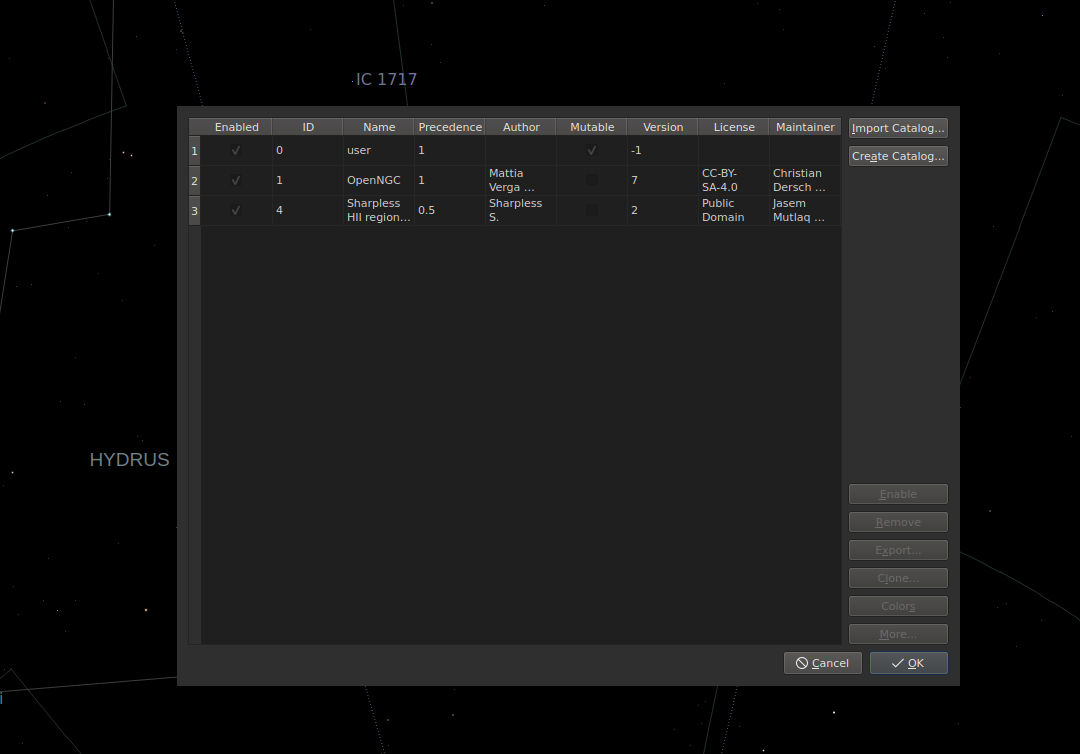 IC 1717
Enabled ID Name Precedence Author Mutable Version License Maintainer
Import Catalog...
1 0 user 1 -1
Create Catalog...
2 1 OpenNGC 1 Mattia Verga ... 7 CC-BY-SA-4.0 Christian Dersch ...
3 4 Sharpless HII region... 0.5 Sharpless S. 2 Public Domain Jasem Mutlaq ...
HYDRUS
Enable
Remove
Export...
Clone...
Colors
More...
Cancel
OK
i